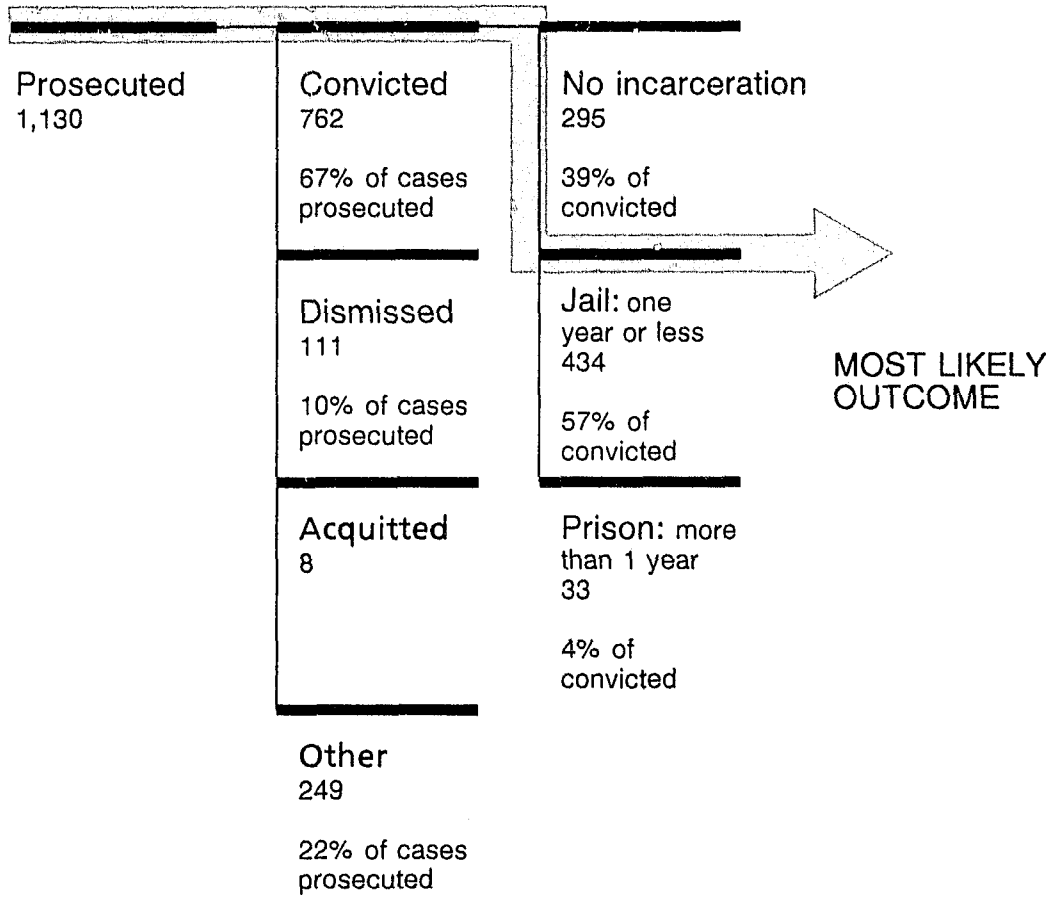 Prosecuted
1,130
Convicted
762
67% of cases
prosecuted
Dismissed
111
10% of cases
prosecuted
Acquitted
8
Other
249
22% of cases
prosecuted
No incarceration
295
39% of
convicted
Jail: one
year or less
434
57% of
convicted
Prison: more
than 1 year
33
4% of
convicted
MOST LIKELY
OUTCOME